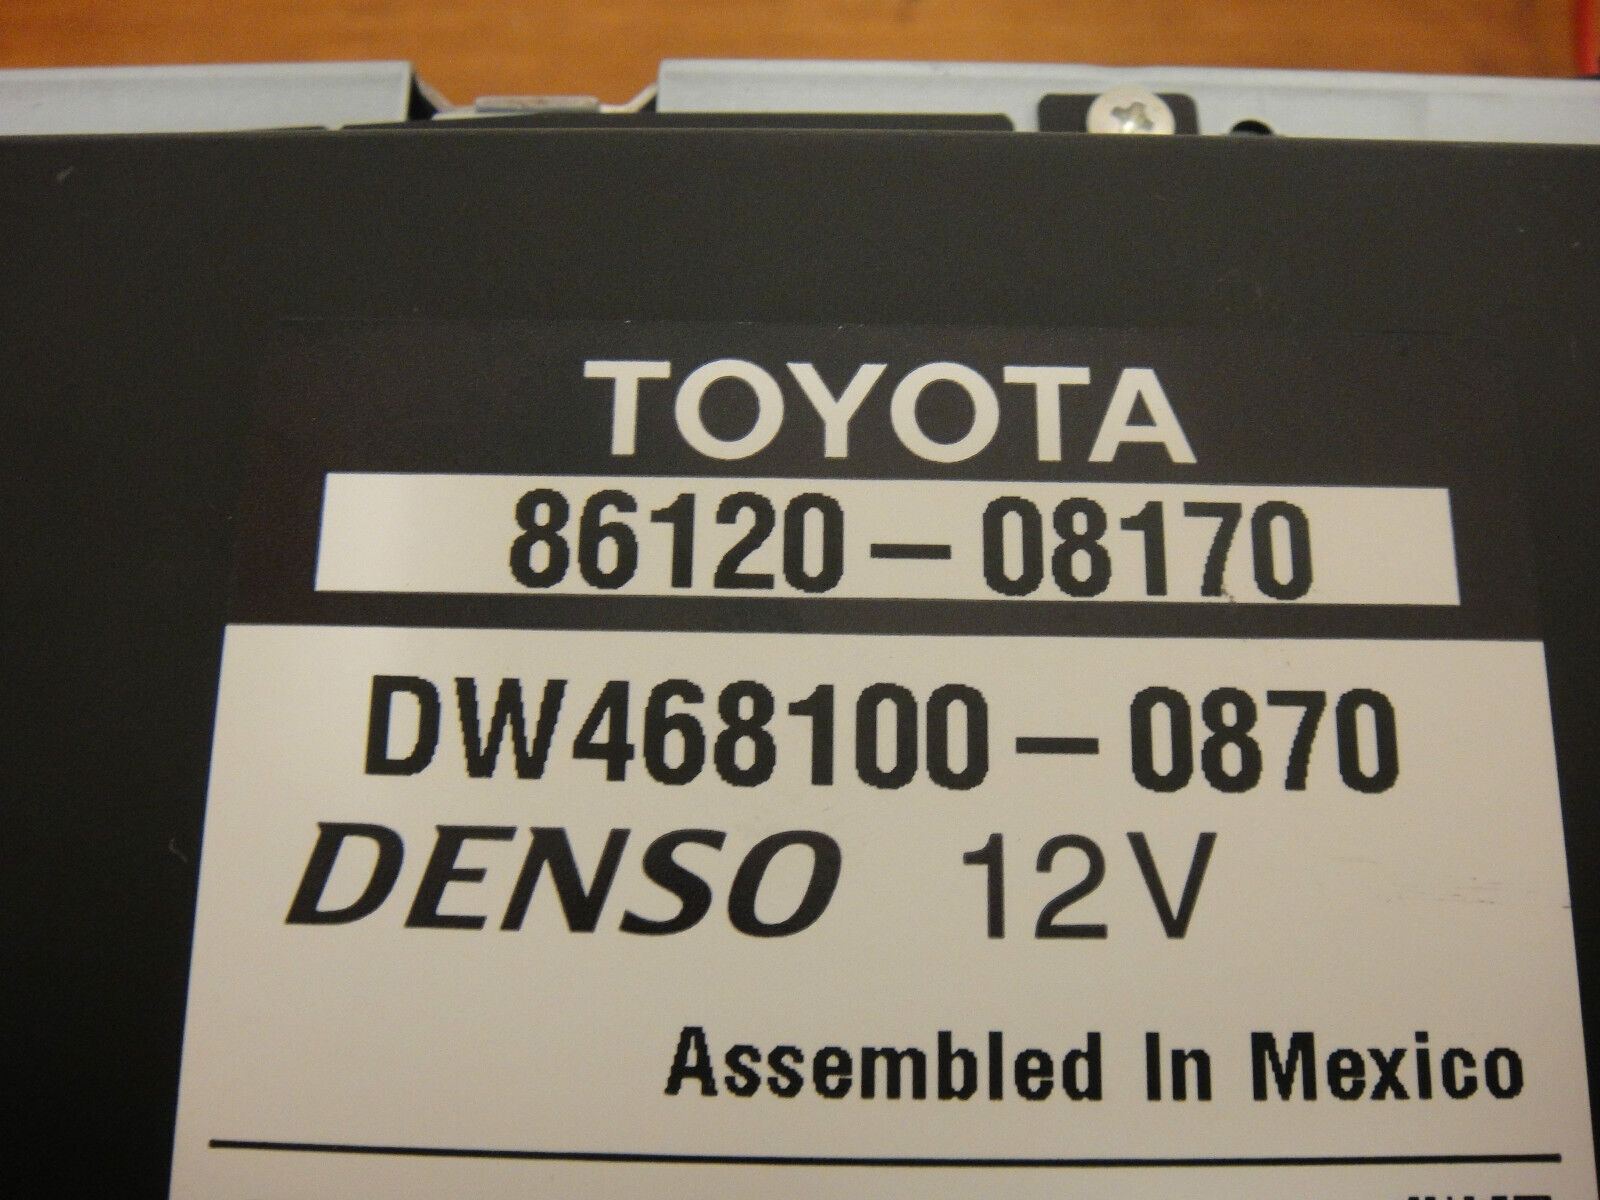 TOYOTA
86120-08170
DW468100-0870
DENSO 12V
Assembled In Mexico